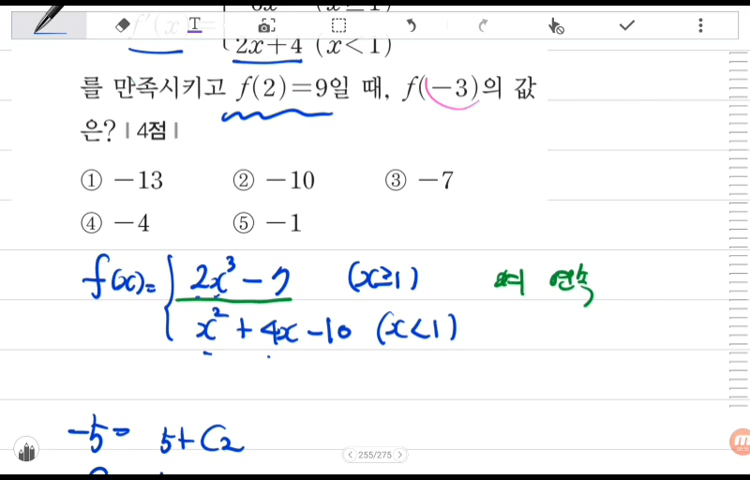 2x+4 (x<1)
를 만족시키고 f(2)=9일 때, f(−3)의 값
은? | 4점 |
① −13 ② −10 ③ −7
④ −4 ⑤ −1
f(x)= { 2x³ − 7 (x≥1)
x² + 4x −10 (x<1)
연속
−5= 5+C₂
255/275